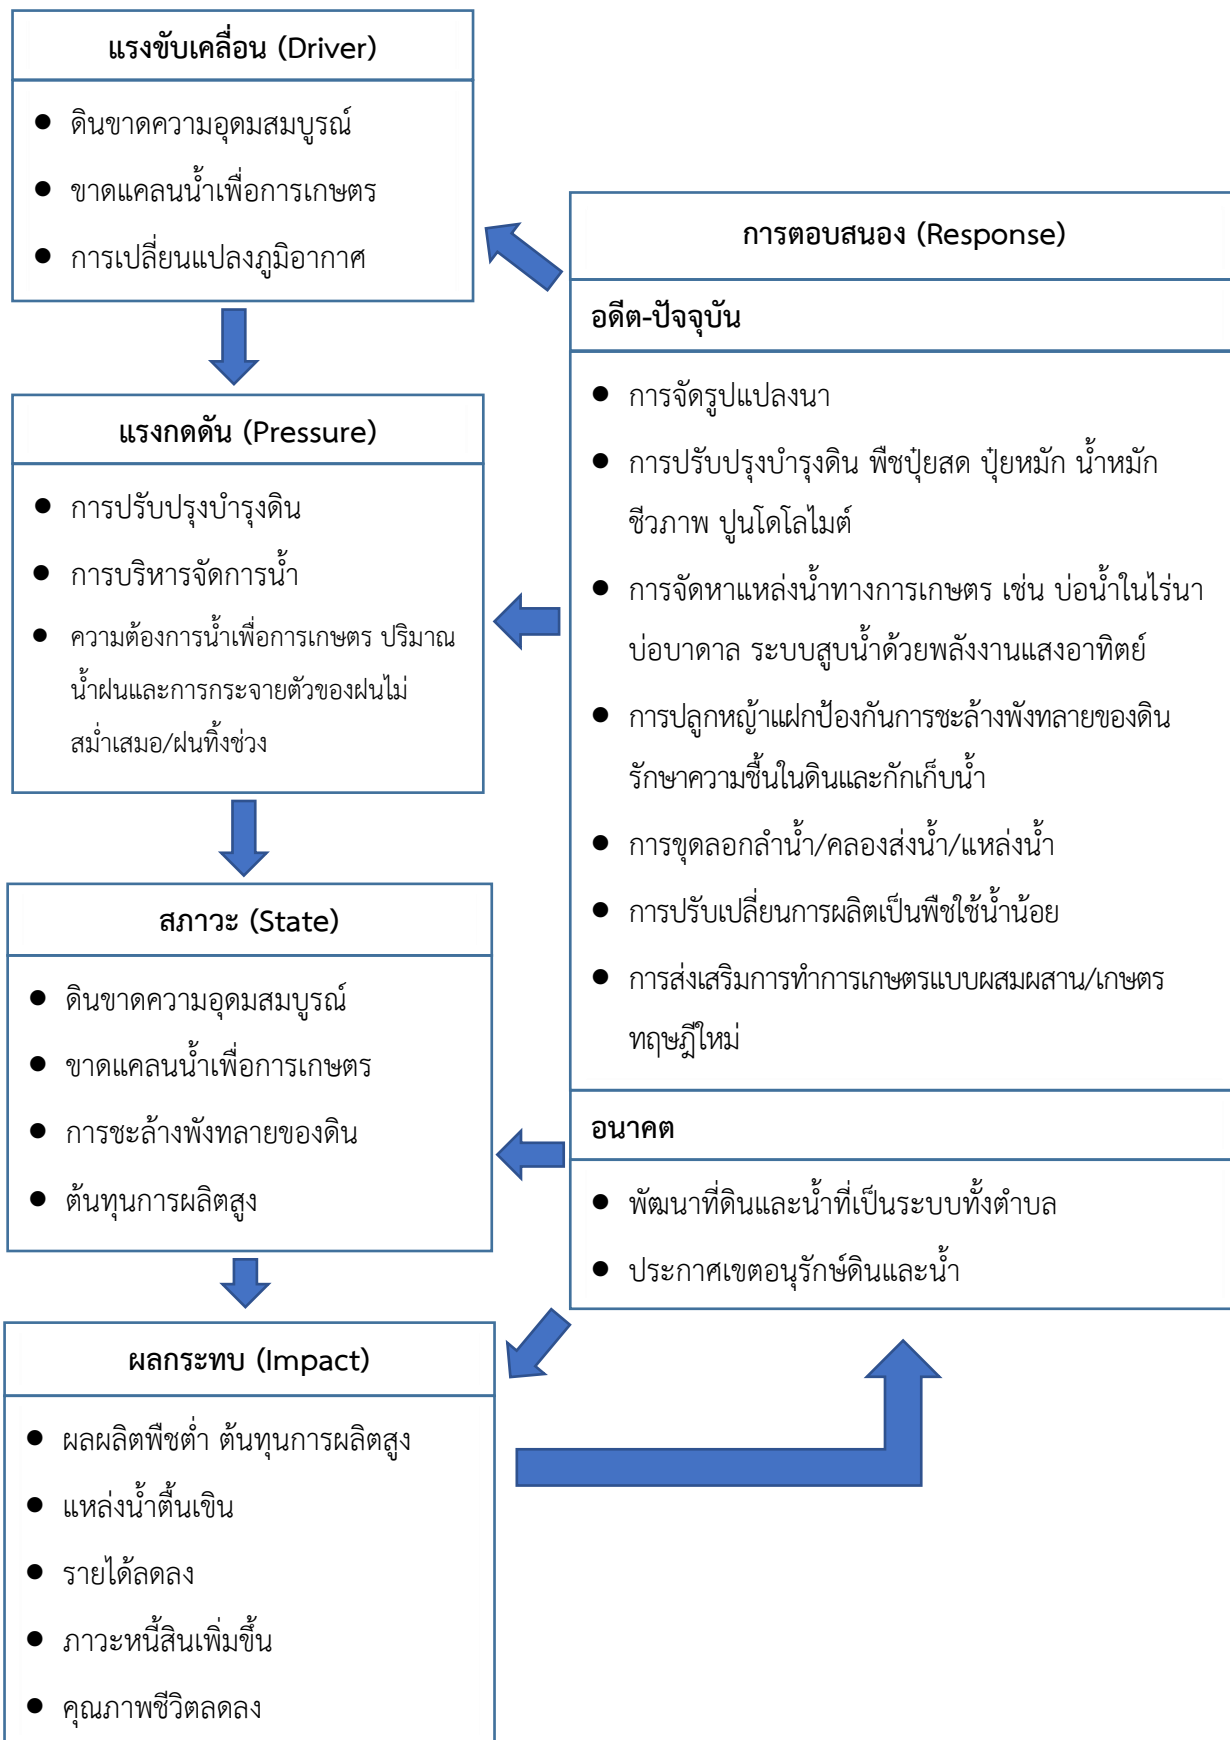 แรงขับเคลื่อน (Driver)
● ดินขาดความอุดมสมบูรณ์
● ขาดแคลนน้ำเพื่อการเกษตร
● การเปลี่ยนแปลงภูมิอากาศ
แรงกดดัน (Pressure)
● การปรับปรุงบำรุงดิน
● การบริหารจัดการน้ำ
● ความต้องการน้ำเพื่อการเกษตร ปริมาณ
น้ำฝนและการกระจายตัวของฝนไม่
สม่ำเสมอ/ฝนทิ้งช่วง
สภาวะ (State)
● ดินขาดความอุดมสมบูรณ์
● ขาดแคลนน้ำเพื่อการเกษตร
● การชะล้างพังทลายของดิน
● ต้นทุนการผลิตสูง
ผลกระทบ (Impact)
● ผลผลิตพืชต่ำ ต้นทุนการผลิตสูง
● แหล่งน้ำตื้นเขิน
● รายได้ลดลง
● ภาวะหนี้สินเพิ่มขึ้น
● คุณภาพชีวิตลดลง
การตอบสนอง (Response)
อดีต-ปัจจุบัน
● การจัดรูปแปลงนา
● การปรับปรุงบำรุงดิน พืชปุ๋ยสด ปุ๋ยหมัก น้ำหมัก
ชีวภาพ ปูนโดโลไมต์
● การจัดหาแหล่งน้ำทางการเกษตร เช่น บ่อน้ำในไร่นา
บ่อบาดาล ระบบสูบน้ำด้วยพลังงานแสงอาทิตย์
● การปลูกหญ้าแฝกป้องกันการชะล้างพังทลายของดิน
รักษาความชื้นในดินและกักเก็บน้ำ
● การขุดลอกลำน้ำ/คลองส่งน้ำ/แหล่งน้ำ
● การปรับเปลี่ยนการผลิตเป็นพืชใช้น้ำน้อย
● การส่งเสริมการทำการเกษตรแบบผสมผสาน/เกษตร
ทฤษฎีใหม่
อนาคต
● พัฒนาที่ดินและน้ำที่เป็นระบบทั้งตำบล
● ประกาศเขตอนุรักษ์ดินและน้ำ